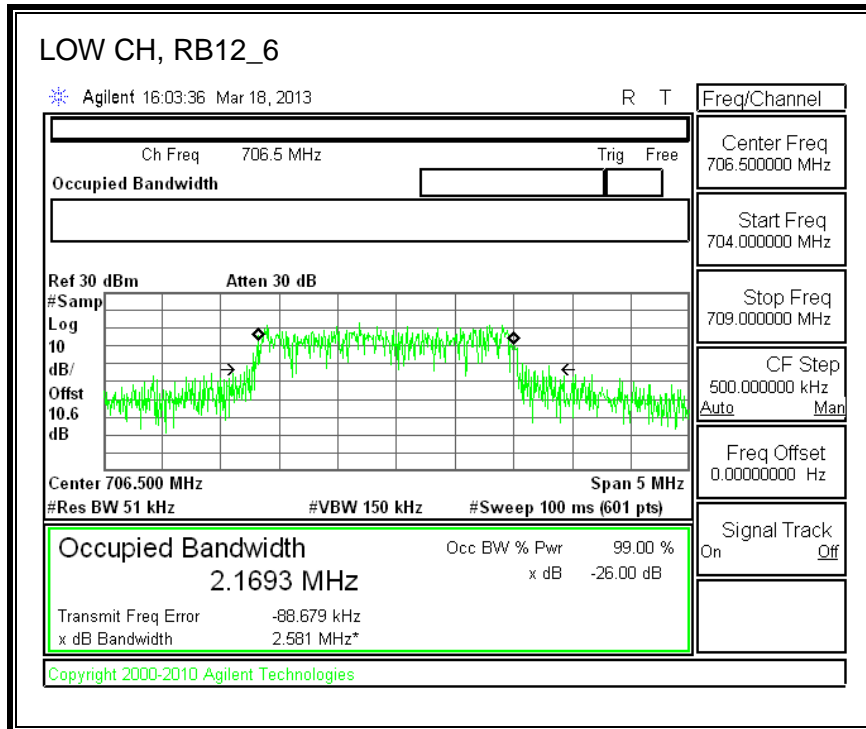 LOW CH, RB12_6
Agilent 16:03:36 Mar 18, 2013 R T
Freq/Channel
Ch Freq 706.5 MHz Trig Free
Occupied Bandwidth
Center Freq
706.500000 MHz
Start Freq
704.000000 MHz
Stop Freq
709.000000 MHz
CF Step
500.000000 kHz
Auto Man
Freq Offset
0.00000000 Hz
Signal Track
On Off
Ref 30 dBm Atten 30 dB
#Samp
Log
10
dB/
Offst
10.6
dB
Center 706.500 MHz Span 5 MHz
#Res BW 51 kHz #VBW 150 kHz #Sweep 100 ms (601 pts)
Occupied Bandwidth
2.1693 MHz
Occ BW % Pwr 99.00 %
x dB -26.00 dB
Transmit Freq Error -88.679 kHz
x dB Bandwidth 2.581 MHz*
Copyright 2000-2010 Agilent Technologies